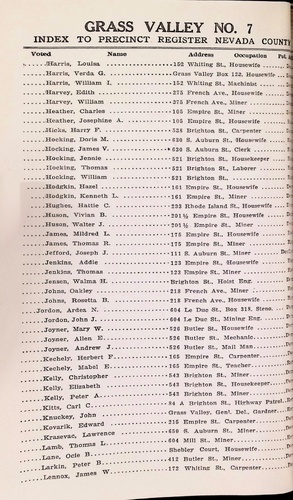 GRASS VALLEY NO. 7
INDEX TO PRECINCT REGISTER NEVADA COUNTY
Voted Name Address Occupation Pol.
Harris, Louisa 152 Whiting St., Housewife
Harris, Verda G. Grass Valley Box 132, Housewife
Harris, William I. 152 Whiting St., Machinist
Harvey, Edith 275 French Ave., Housewife
Harvey, William 275 French Ave., Miner
Heather, Charles 105 Empire St., Miner
Heather, Josephine A. 105 Empire St., Housewife
Hicks, Harry F. 528 Brighton St., Carpenter
Hocking, Doris M. 630 S. Auburn St., Housewife
Hocking, James V. 630 S. Auburn St., Clerk
Hocking, Jennie 521 Brighton St., Housekeeper
Hocking, Thomas 521 Brighton St., Laborer
Hocking, William 521 Brighton St.,
Hodgkin, Hazel 161 Empire St., Housewife
Hodgkin, Kenneth L. 161 Empire St., Miner
Hughes, Hattie C. Rhode Island St., Housewife
Huson, Vivian B. 201½ Empire St., Housewife
Huson, Walter J. 201½ Empire St., Miner
James, Mildred L. 175 Empire St., Housewife
James, Thomas R. 175 Empire St., Miner
Jefford, Joseph J. 111 S. Auburn St., Miner
Jenkins, Addie 123 Empire St., Housewife
Jenkins, Thomas 123 Empire St., Miner
Jensen, Walma H. Brighton St., Hoist Eng.
Johns, Oakley 218 French Ave., Miner
Johns, Rosetta B. 218 French Ave., Housewife
Jordon, Arden N. 604 Le Duc St., Box 318, Steno.
Jordon, John J. 604 Le Duc St., Mining Eng.
Joyner, Mary W. 526 Butler St., Housewife
Joyner, Allen E. 526 Butler St., Mechanic
Joyner, Andrew J. 526 Butler St., Mail Man
Kechely, Herbert F. 165 Empire St., Carpenter
Kechely, Mabel E. 165 Empire St., Teacher
Kelly, Christopher 543 Brighton St., Miner
Kelly, Elizabeth 543 Brighton St., Housekeeper
Kelly, Peter A. 543 Brighton St., Miner
Kitts, Carl C. A Brighton St., Highway Patrol
Knuckey, John Grass Valley, Genl. Del., Gardner
Kovarik, Edward 215 Empire St., Carpenter
Krasevac, Lawrence 650 S. Auburn St., Miner
Lamb, Thomas L. 604 Mill St., Miner
Lane, Ocie B. Shebley Court, Housewife
Larkin, Peter B. 412 Butler St., Miner
Lennox, James W. 172 Whiting St., Carpenter